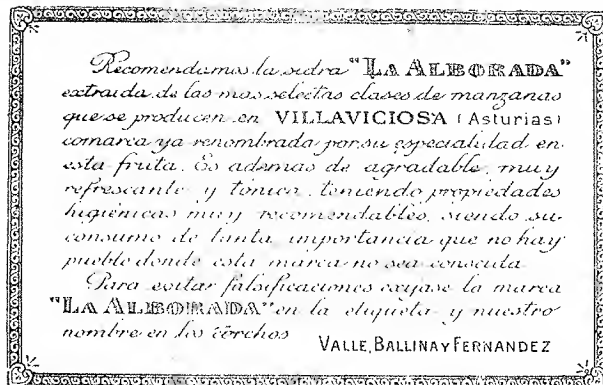 Recomendamos la sidra "LA ALBORADA"
extraida de las mas selectas clases de manzanas
que se producen en VILLAVICIOSA (Asturias)
comarca ya renombrada por su especialidad en
esta fruta. Es ademas de agradable, muy
refrescante y tónica, teniendo propiedades
higiénicas muy recomendables, siendo su
consumo de tanta importancia que no hay
pueblo donde esta marca no sea conocida.
Para evitar falsificaciones exijase la marca
"LA ALBORADA" en la etiqueta y nuestro
nombre en los corchos
VALLE, BALLINA Y FERNANDEZ